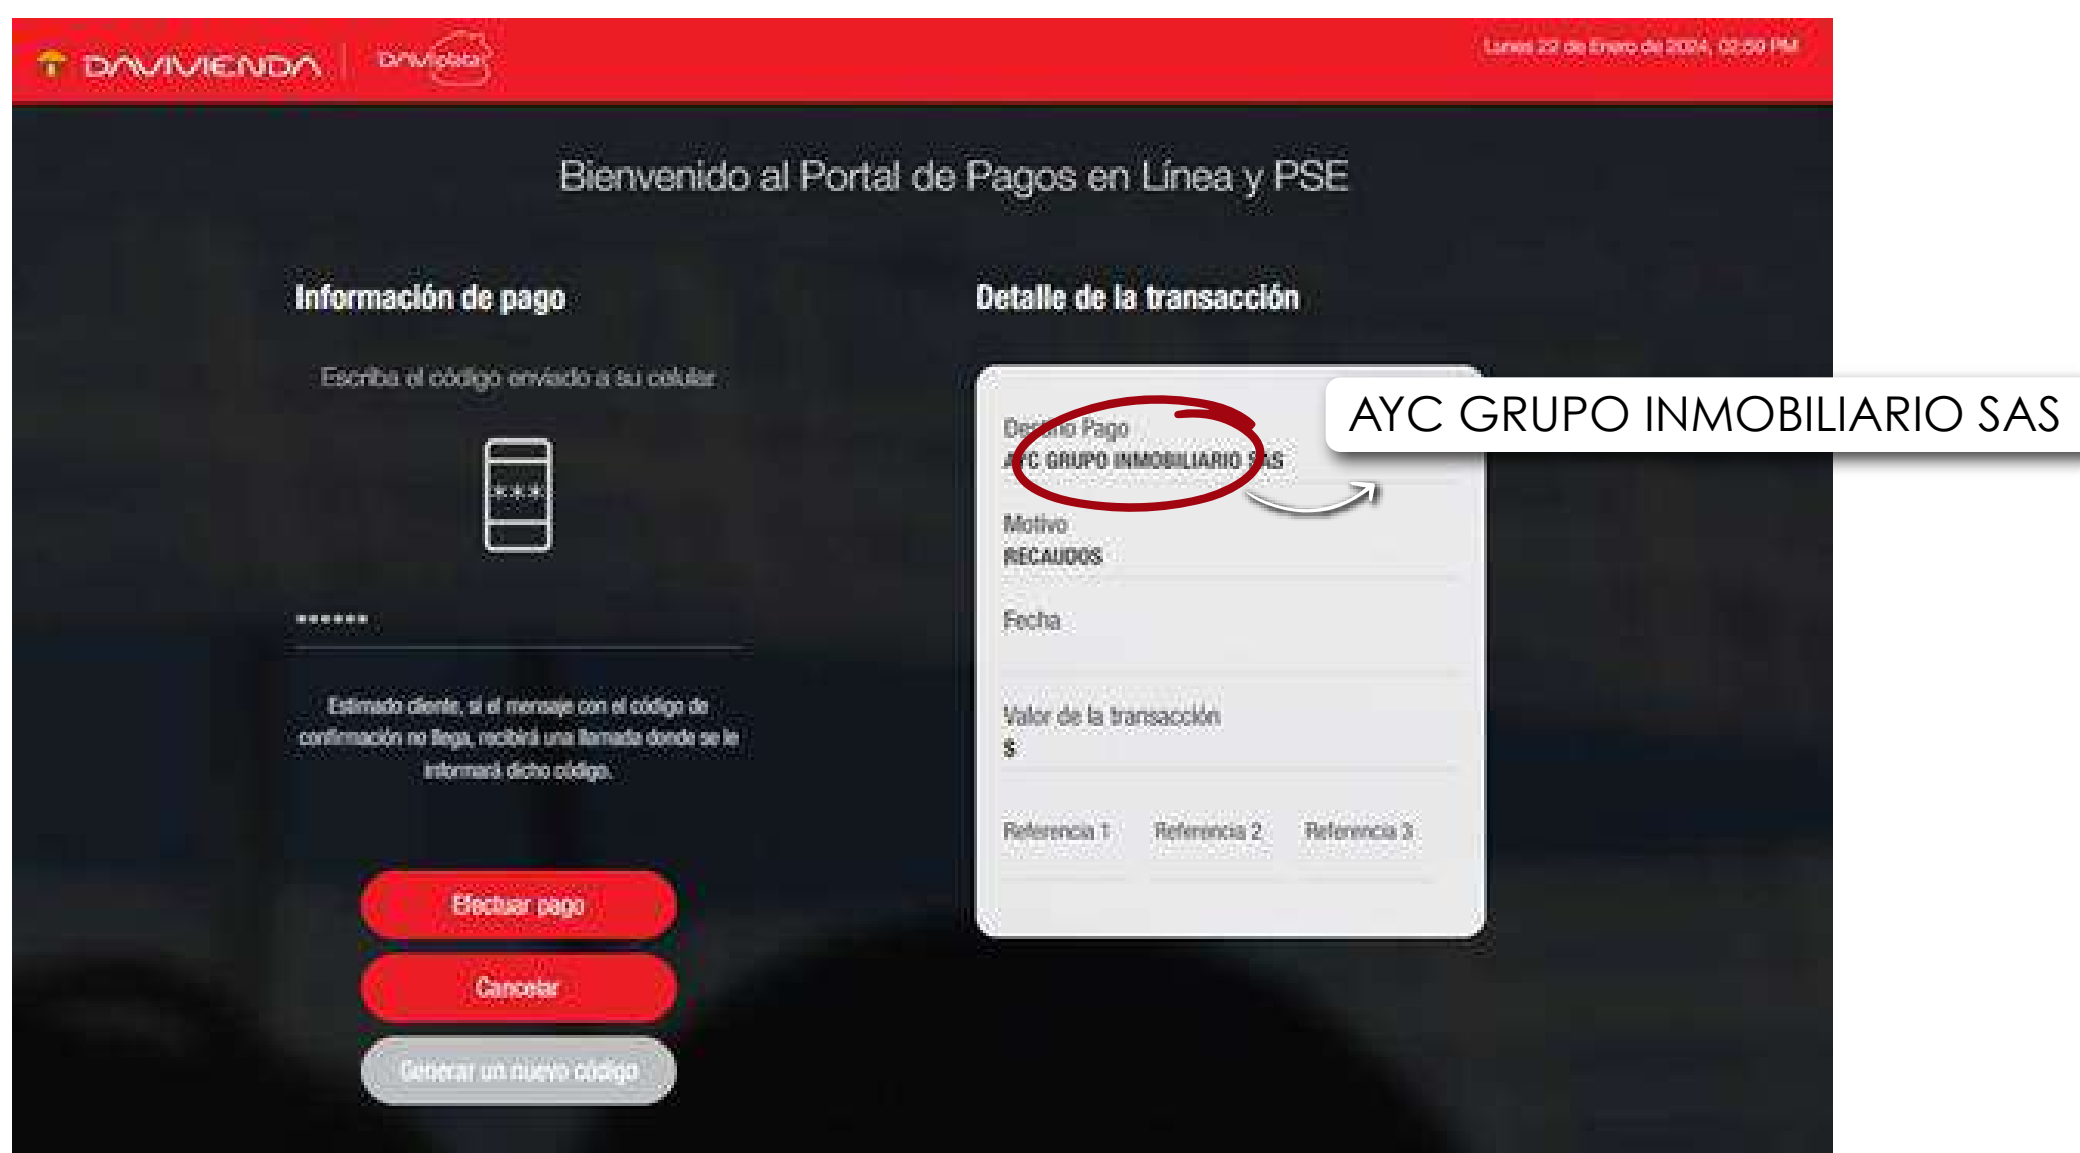 DAVIVIENDA
DAVIplata
Lunes 22 de Enero de 2024, 02:59 PM
Bienvenido al Portal de Pagos en Línea y PSE
Información de pago
Escriba el código enviado a su celular
***
••••••
Estimado cliente, si el mensaje con el código de
confirmación no llega, recibirá una llamada donde se le
informará dicho código.
Efectuar pago
Cancelar
Generar un nuevo código
Detalle de la transacción
Destino Pago
AYC GRUPO INMOBILIARIO SAS
AYC GRUPO INMOBILIARIO SAS
Motivo
RECAUDOS
Fecha
Valor de la transacción
$
Referencia 1 Referencia 2 Referencia 3